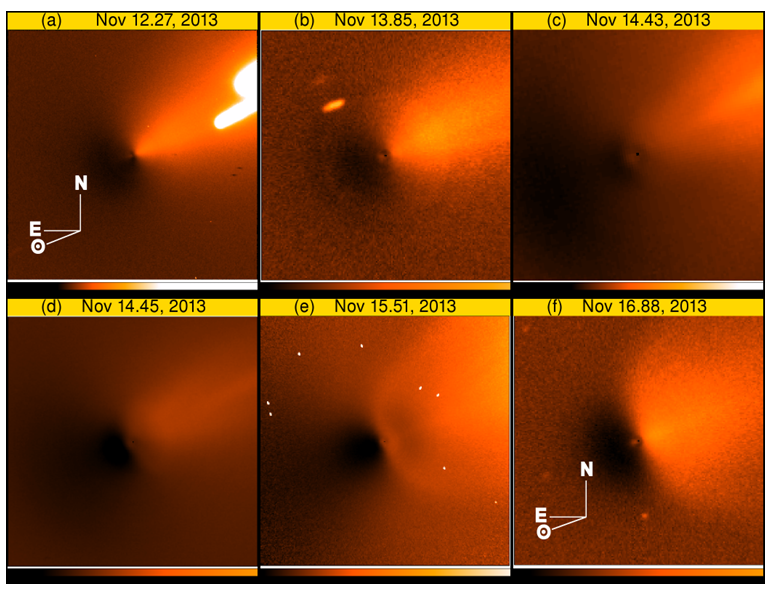 (a) Nov 12.27, 2013
(b) Nov 13.85, 2013
(c) Nov 14.43, 2013
N
E
(d) Nov 14.45, 2013
(e) Nov 15.51, 2013
(f) Nov 16.88, 2013
N
E